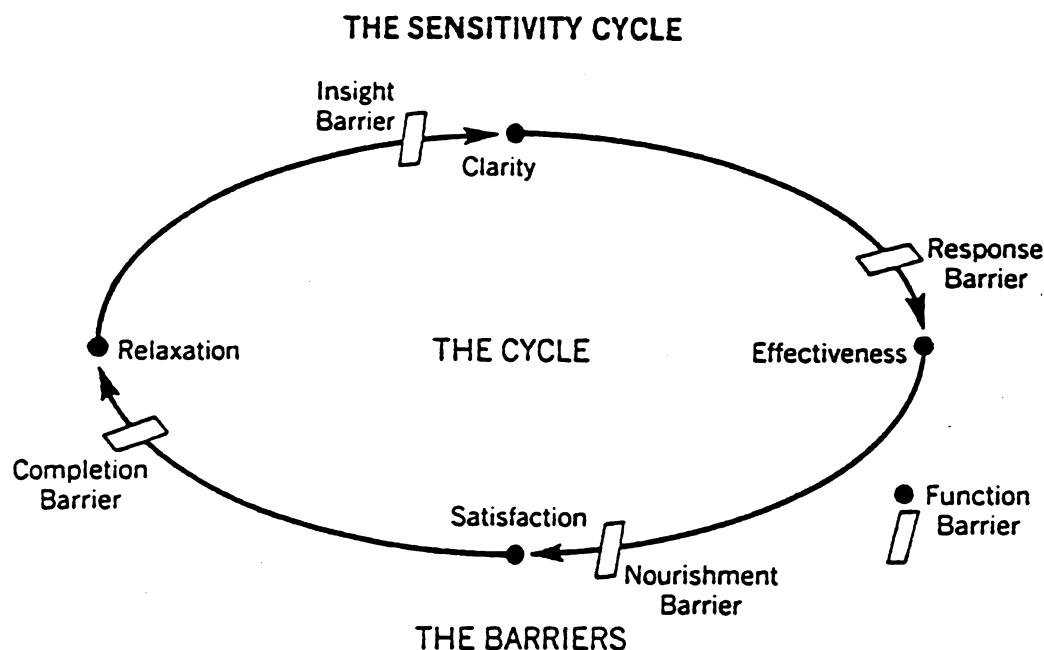 THE SENSITIVITY CYCLE
Insight
Barrier
Clarity
Response
Barrier
Relaxation
THE CYCLE
Effectiveness
Completion
Barrier
Satisfaction
Function
Barrier
Nourishment
Barrier
THE BARRIERS